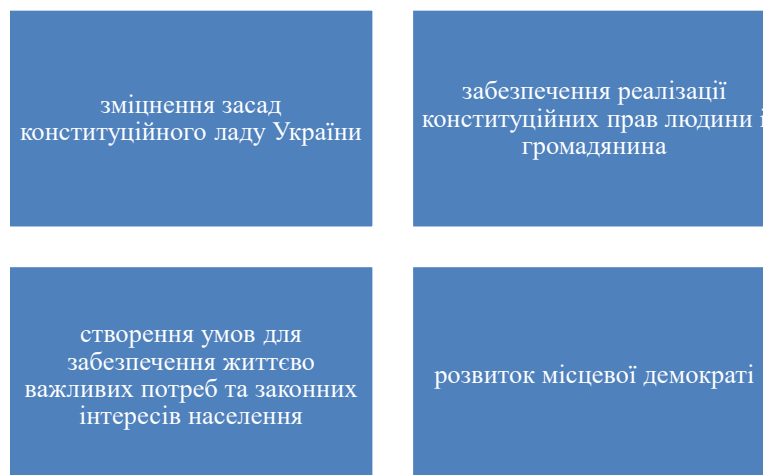 зміцнення засад
конституційного ладу України
забезпечення реалізації
конституційних прав людини і
громадянина
створення умов для
забезпечення життєво
важливих потреб та законних
інтересів населення
розвиток місцевої демократі